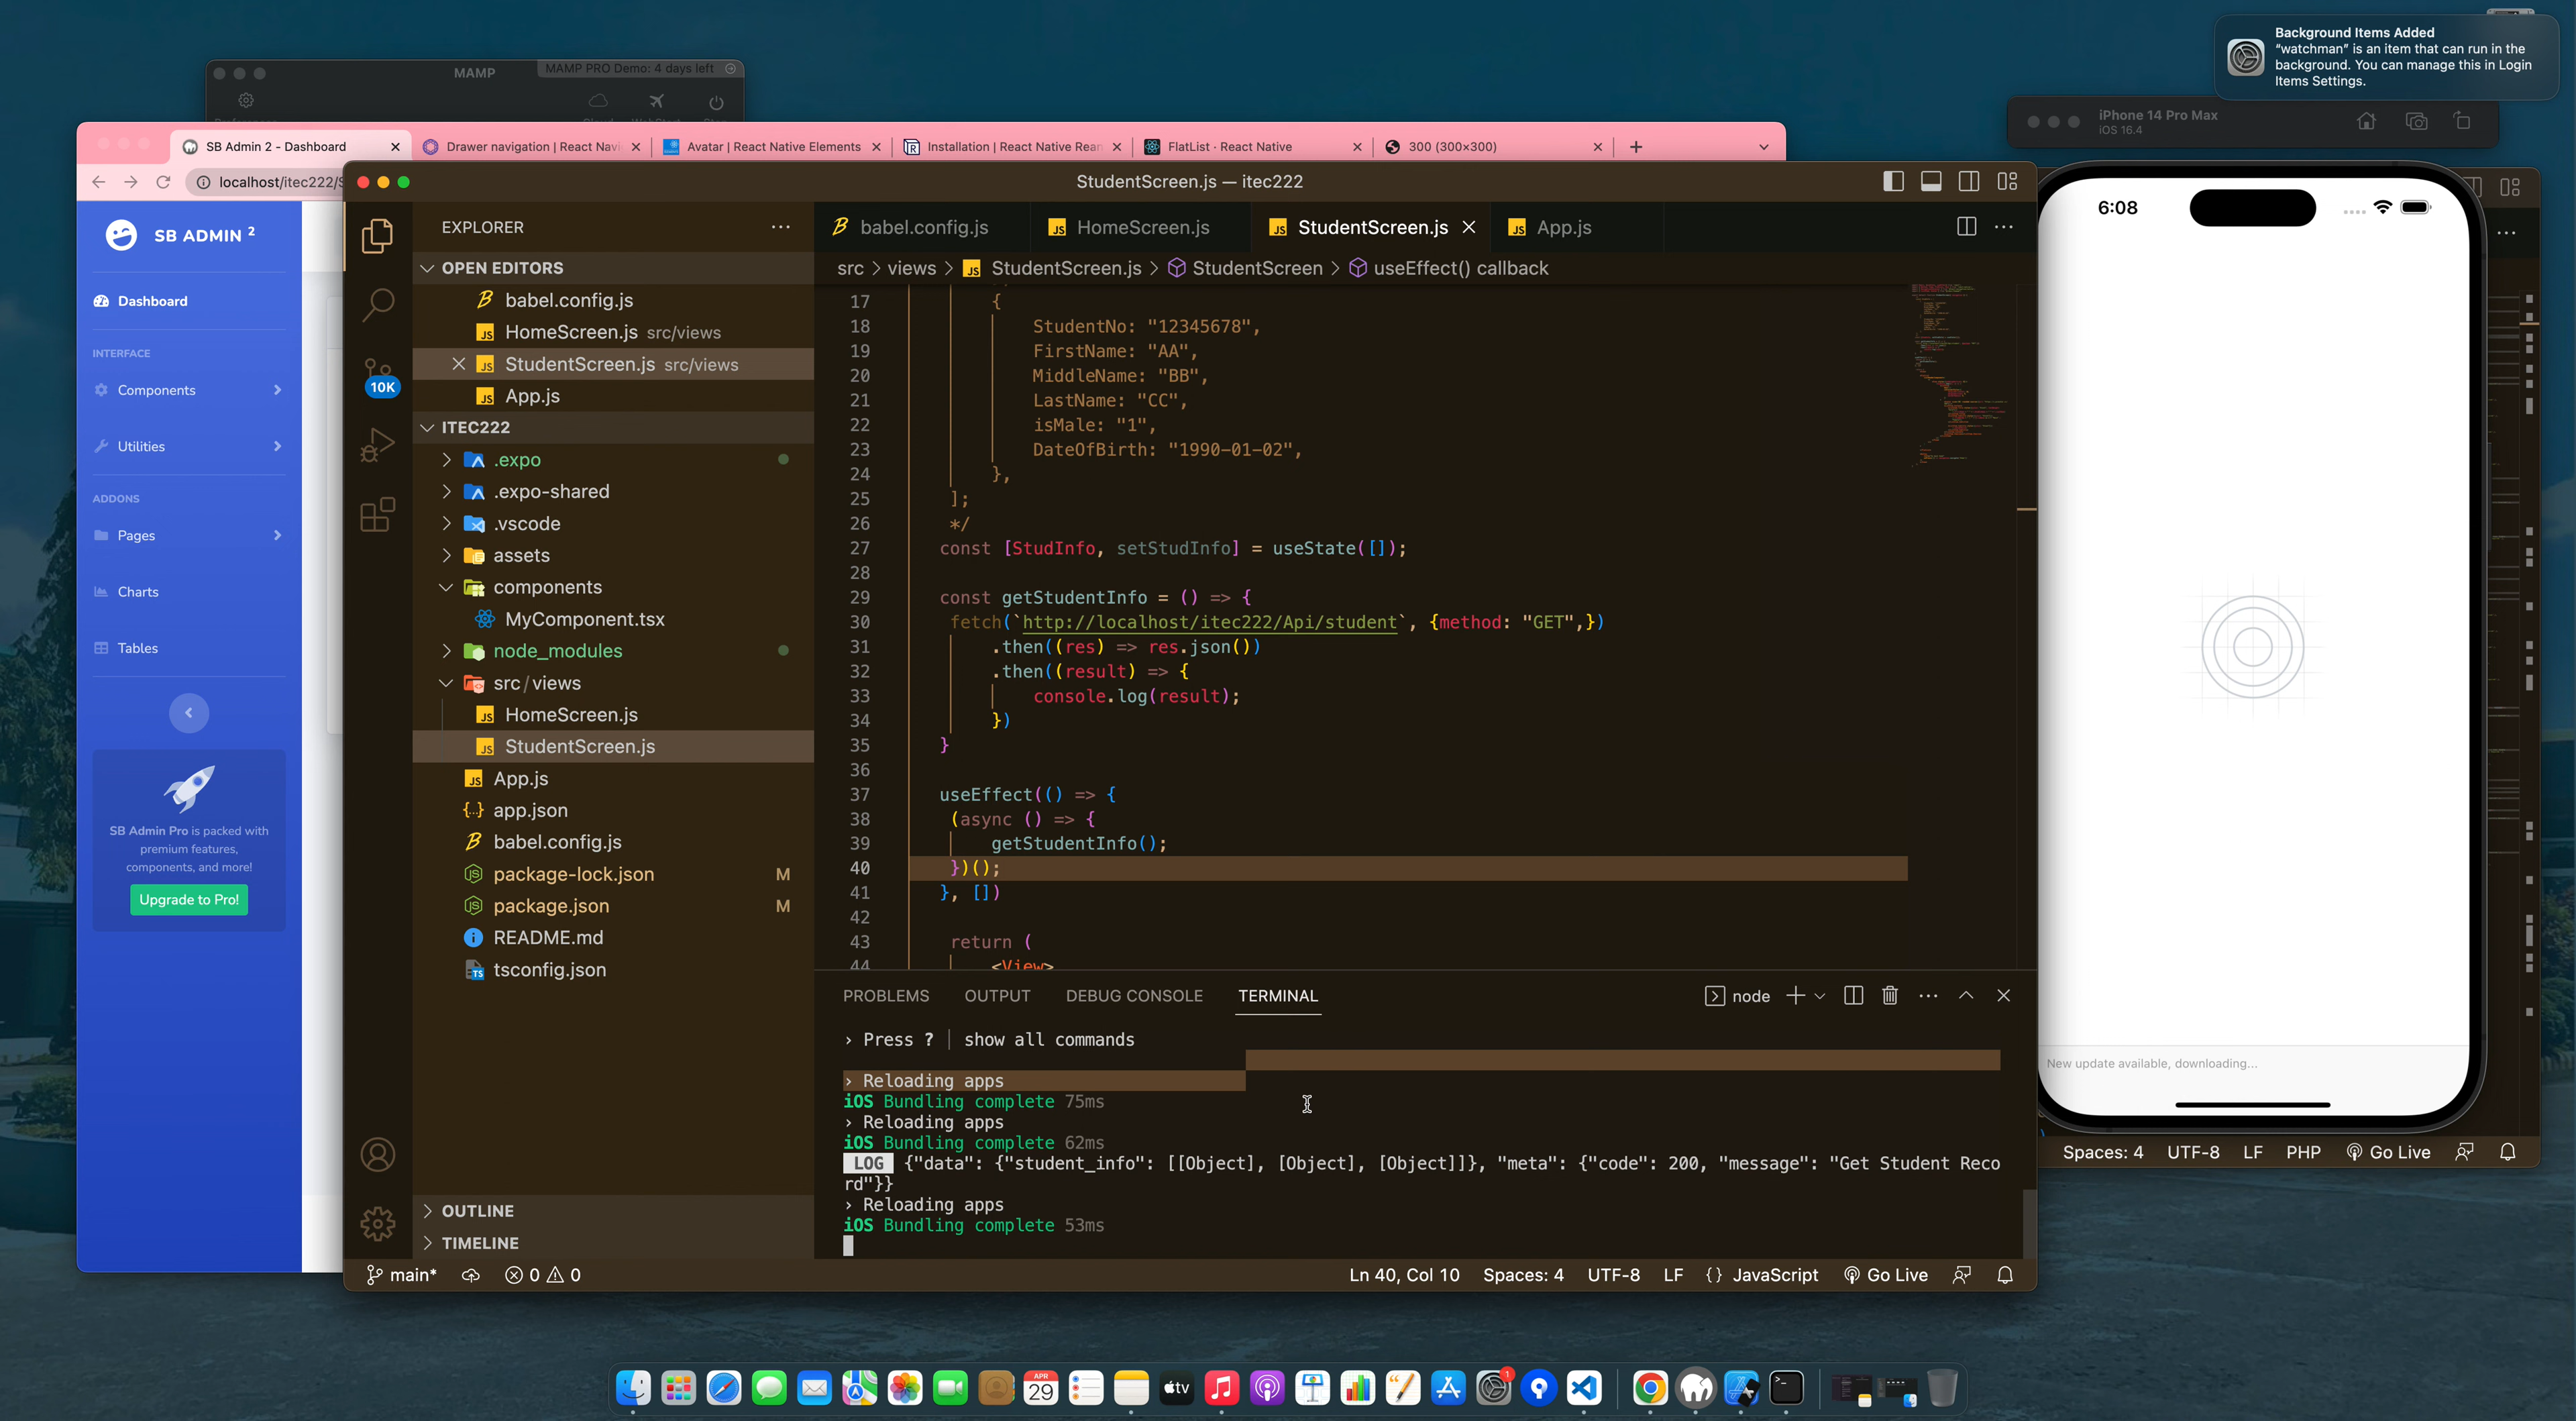 Background Items Added
“watchman” is an item that can run in the
background. You can manage this in Login
Items Settings.
MAMP
MAMP PRO Demo: 4 days left
iPhone 14 Pro Max
iOS 16.4
SB Admin 2 - Dashboard
Drawer navigation | React Navi
Avatar | React Native Elements
Installation | React Native Rean
FlatList · React Native
300 (300×300)
localhost/itec222/S
StudentScreen.js — itec222
SB ADMIN 2
Dashboard
INTERFACE
Components
Utilities
ADDONS
Pages
Charts
Tables
SB Admin Pro is packed with
premium features,
components, and more!
Upgrade to Pro!
EXPLORER
OPEN EDITORS
babel.config.js
HomeScreen.js src/views
StudentScreen.js src/views
App.js
ITEC222
.expo
.expo-shared
.vscode
assets
components
MyComponent.tsx
node_modules
src/views
HomeScreen.js
StudentScreen.js
App.js
app.json
babel.config.js
package-lock.json M
package.json M
README.md
tsconfig.json
OUTLINE
TIMELINE
10K
babel.config.js
HomeScreen.js
StudentScreen.js
App.js
src > views > StudentScreen.js > StudentScreen > useEffect() callback
17 {
18 StudentNo: "12345678",
19 FirstName: "AA",
20 MiddleName: "BB",
21 LastName: "CC",
22 isMale: "1",
23 DateOfBirth: "1990-01-02",
24 },
25 ];
26 */
27 const [StudInfo, setStudInfo] = useState([]);
28
29 const getStudentInfo = () => {
30 fetch(`http://localhost/itec222/Api/student`, {method: "GET",})
31 .then((res) => res.json())
32 .then((result) => {
33 console.log(result);
34 })
35 }
36
37 useEffect(() => {
38 (async () => {
39 getStudentInfo();
40 })();
41 }, [])
42
43 return (
44 <View>
PROBLEMS OUTPUT DEBUG CONSOLE TERMINAL
node
› Press ? │ show all commands
› Reloading apps
iOS Bundling complete 75ms
› Reloading apps
iOS Bundling complete 62ms
LOG {"data": {"student_info": [[Object], [Object], [Object]]}, "meta": {"code": 200, "message": "Get Student Reco
rd"}}
› Reloading apps
iOS Bundling complete 53ms
main* 0 0
Ln 40, Col 10 Spaces: 4 UTF-8 LF {} JavaScript Go Live
6:08
New update available, downloading...
Spaces: 4 UTF-8 LF PHP Go Live
APR
29
tv
1